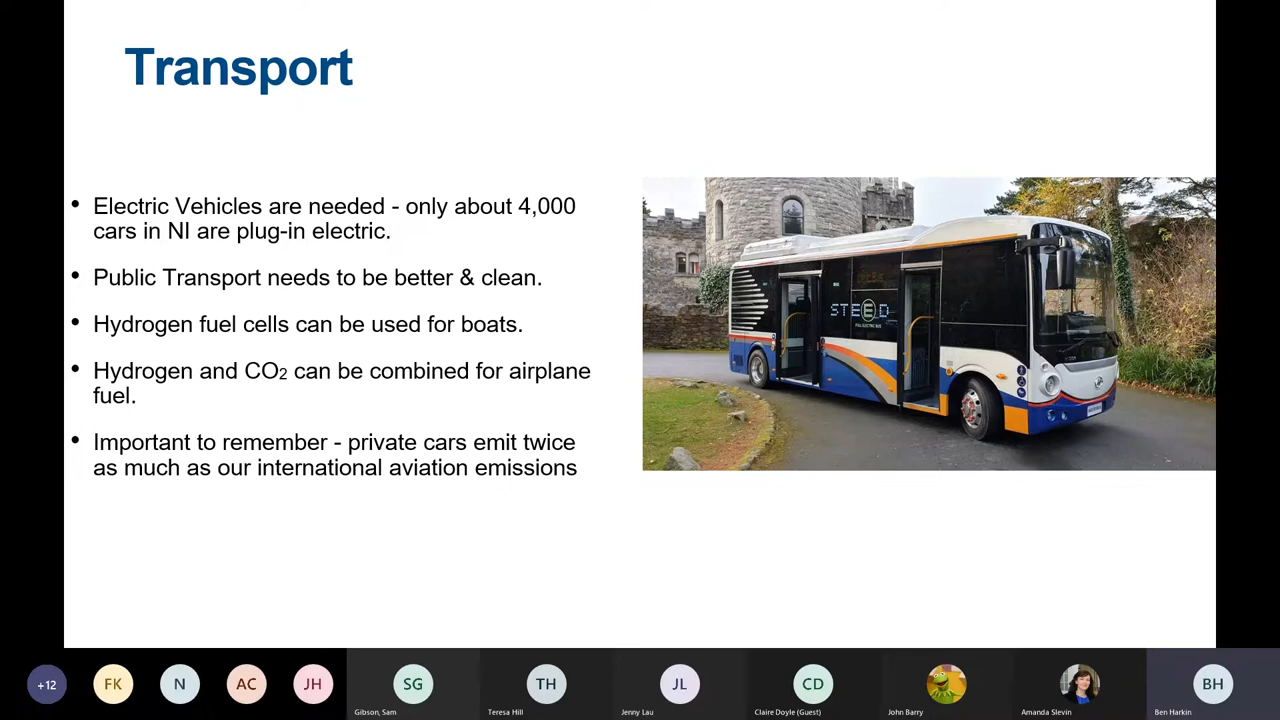 Transport
• Electric Vehicles are needed - only about 4,000
cars in NI are plug-in electric.
• Public Transport needs to be better & clean.
• Hydrogen fuel cells can be used for boats.
• Hydrogen and CO₂ can be combined for airplane
fuel.
• Important to remember - private cars emit twice
as much as our international aviation emissions
STEED
FULL ELECTRIC BUS
+12
FK
N
AC
JH
SG
TH
JL
CD
BH
Gibson, Sam
Teresa Hill
Jenny Lau
Claire Doyle (Guest)
John Barry
Amanda Slevin
Ben Harkin